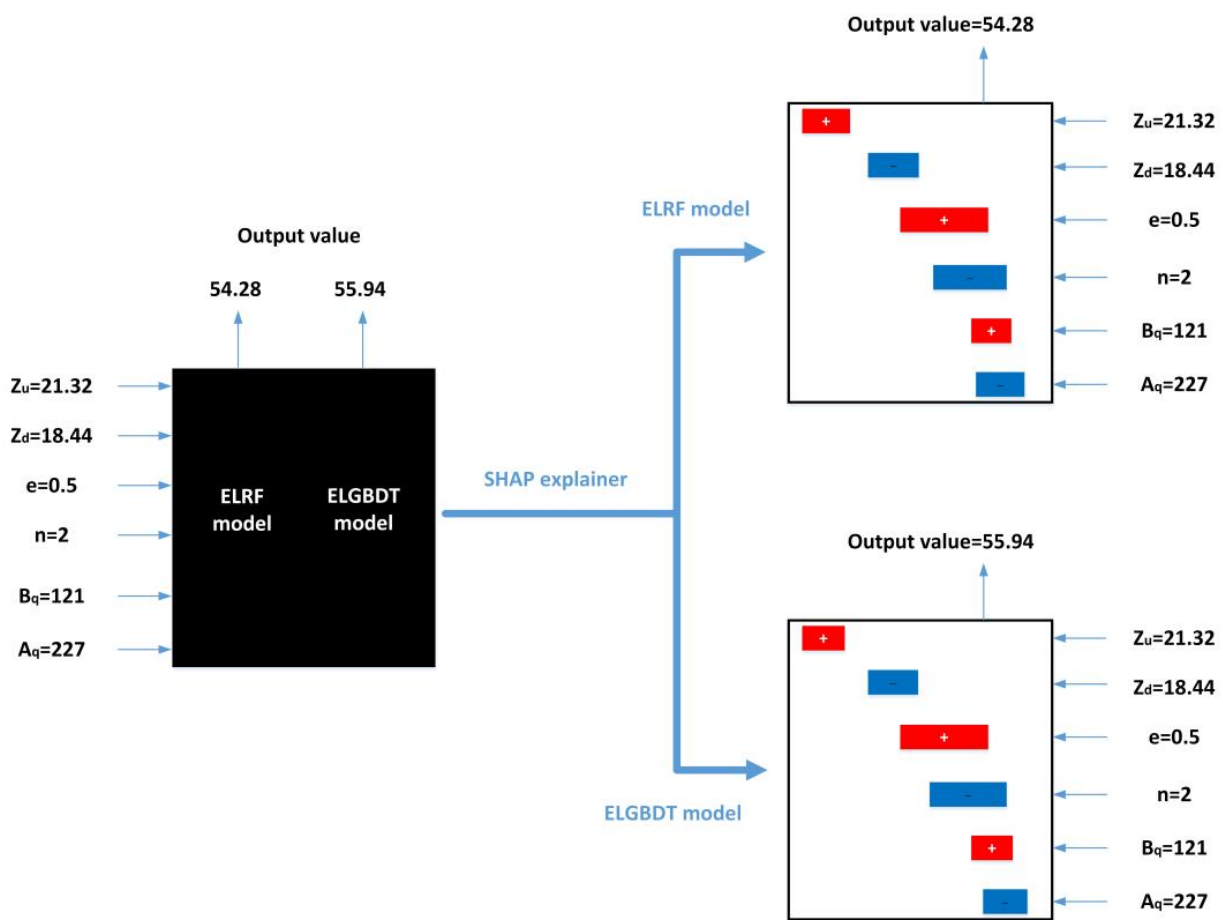 Output value
54.28
55.94
Zu=21.32
Zd=18.44
e=0.5
n=2
Bq=121
Aq=227
ELRF
model
ELGBDT
model
SHAP explainer
ELRF model
ELGBDT model
Output value=54.28
+
Zu=21.32
–
Zd=18.44
+
e=0.5
–
n=2
+
Bq=121
–
Aq=227
Output value=55.94
+
Zu=21.32
–
Zd=18.44
+
e=0.5
–
n=2
+
Bq=121
–
Aq=227